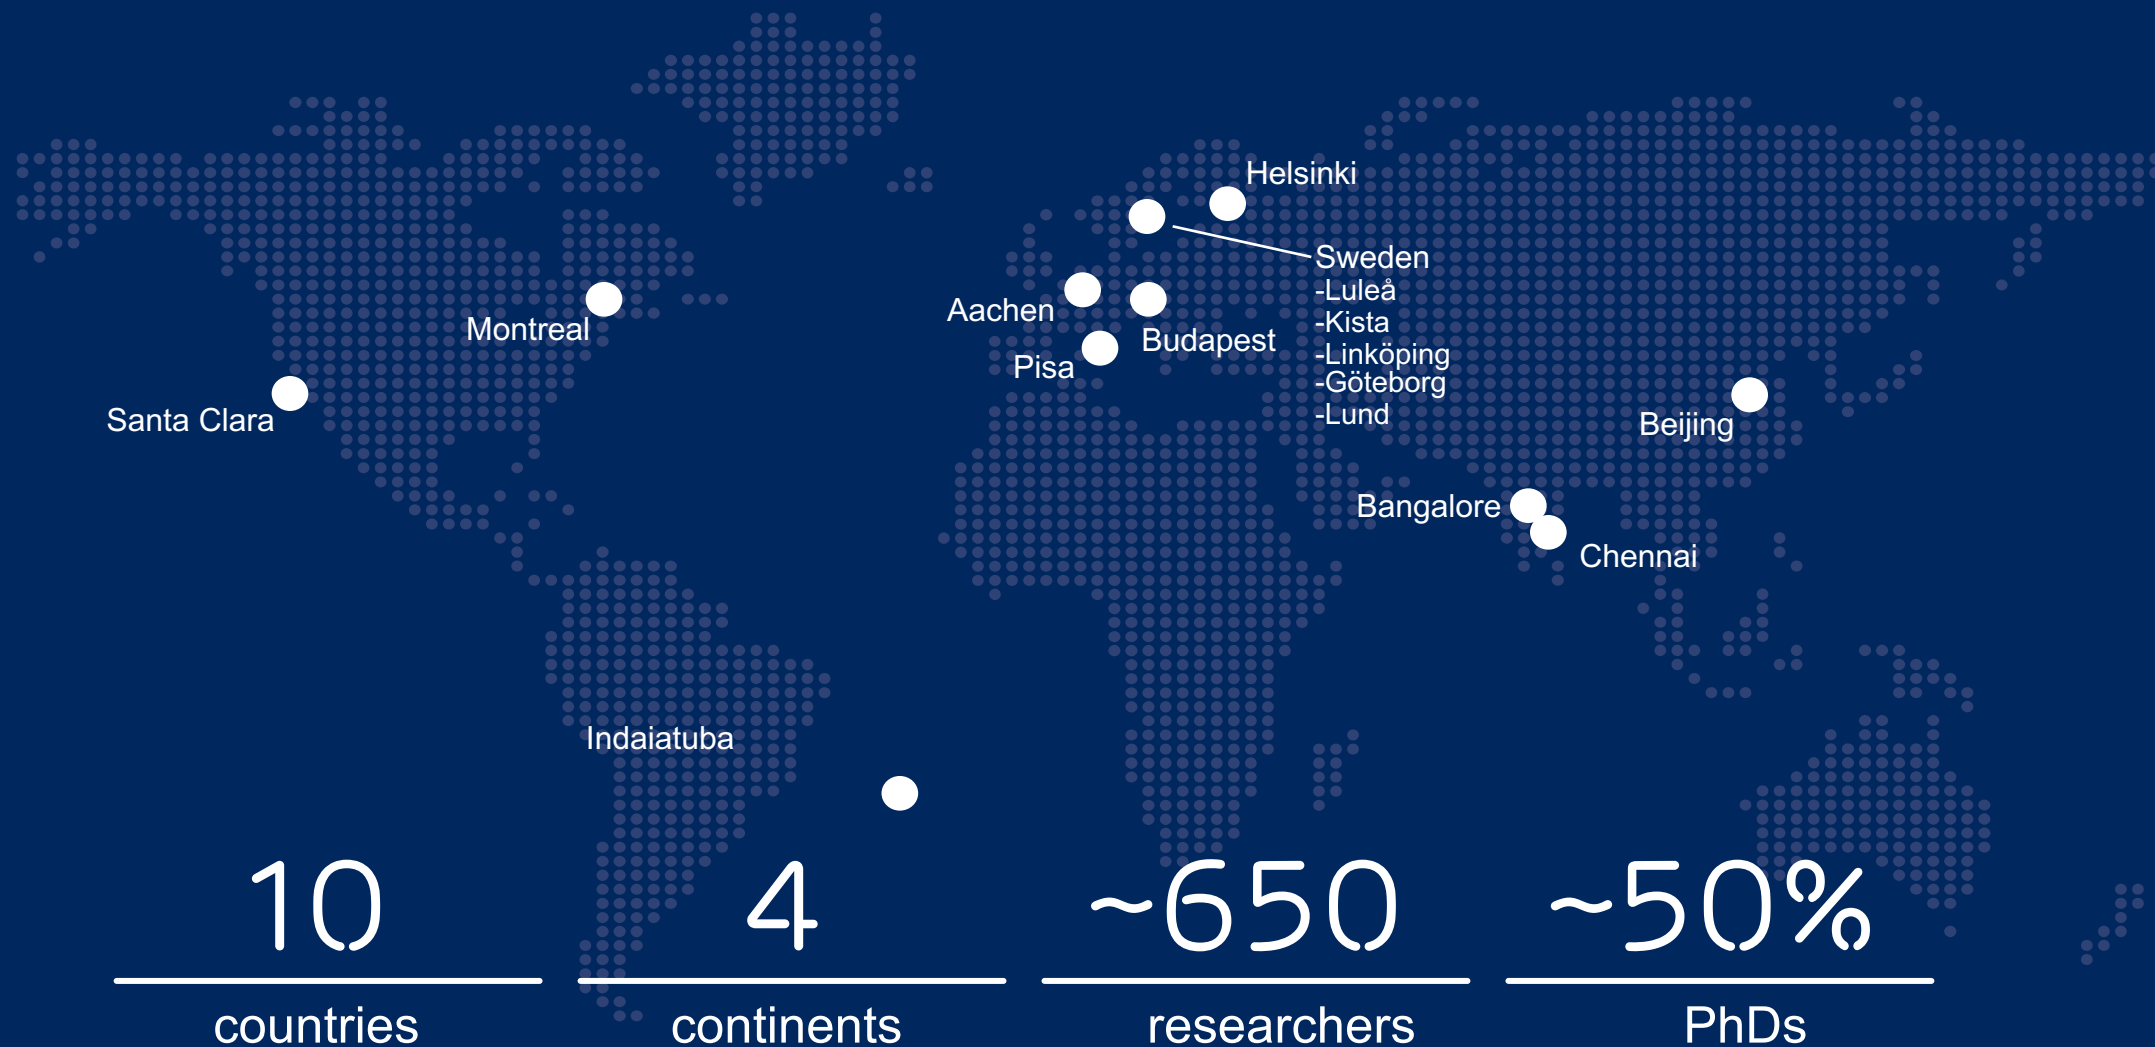 Helsinki
Sweden
-Luleå
-Kista
-Linköping
-Göteborg
-Lund
Montreal
Aachen
Budapest
Pisa
Santa Clara
Beijing
Bangalore
Chennai
Indaiatuba
10
countries
4
continents
~650
researchers
~50%
PhDs